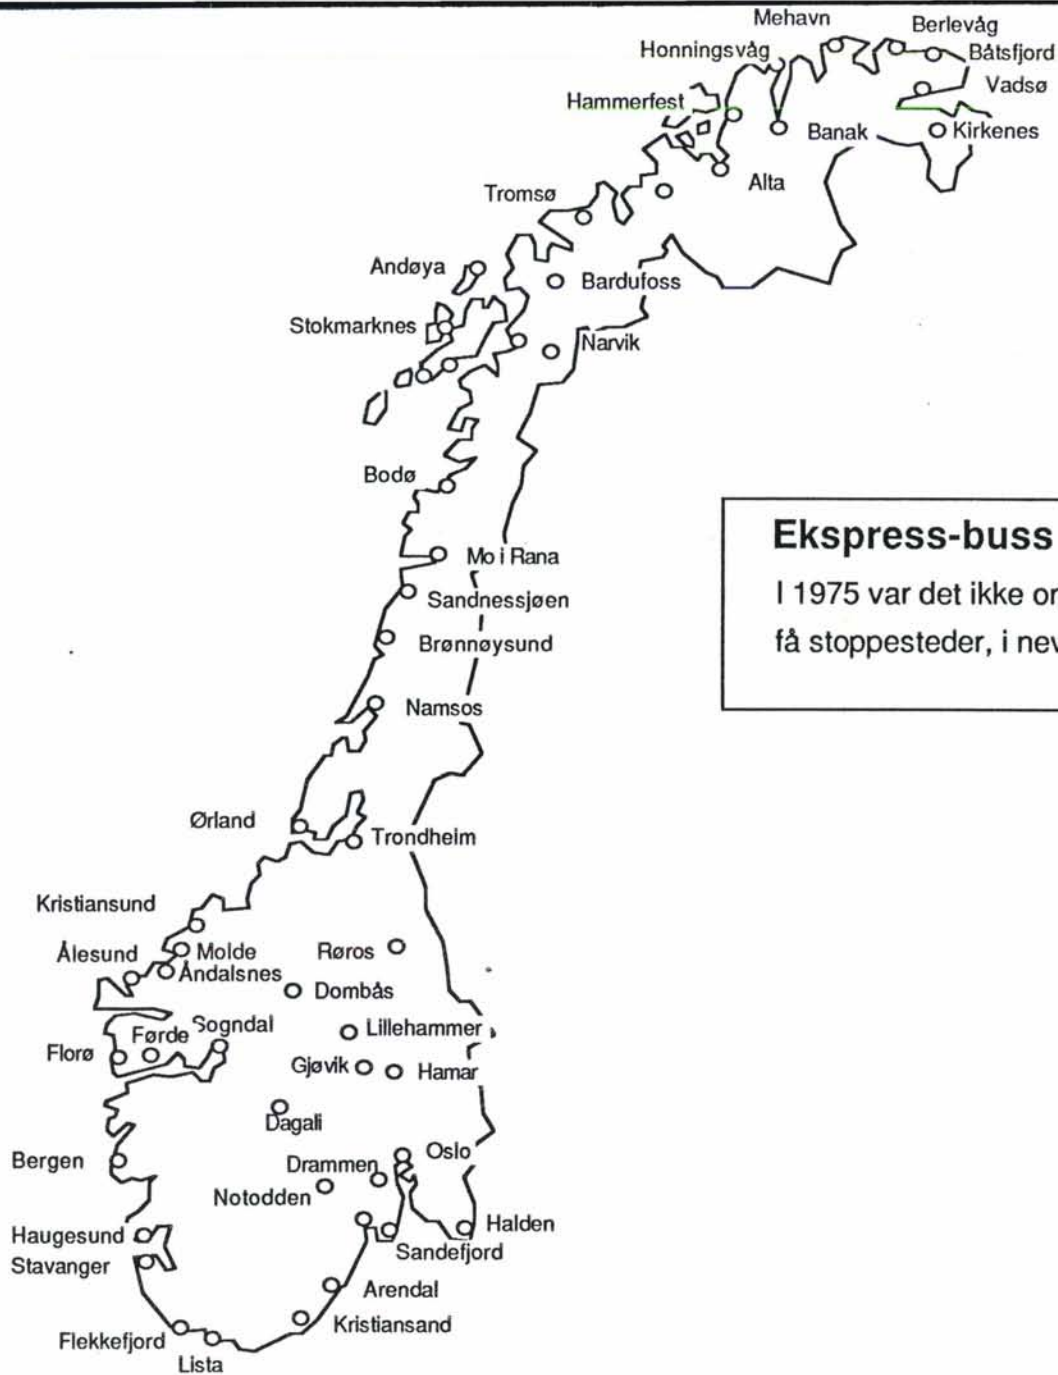 Mehavn
Berlevåg
Honningsvåg
Båtsfjord
Vadsø
Hammerfest
Banak
Kirkenes
Alta
Tromsø
Andøya
Bardufoss
Stokmarknes
Narvik
Bodø
Ekspress-buss
I 1975 var det ikke
få stoppesteder, i
Mo i Rana
Sandnessjøen
Brønnøysund
Namsos
Ørland
Trondheim
Kristiansund
Ålesund
Molde
Røros
Åndalsnes
Dombås
Sogndal
Førde
Lillehammer
Florø
Gjøvik
Hamar
Dagali
Bergen
Drammen
Oslo
Notodden
Haugesund
Halden
Sandefjord
Stavanger
Arendal
Kristiansand
Flekkefjord
Lista